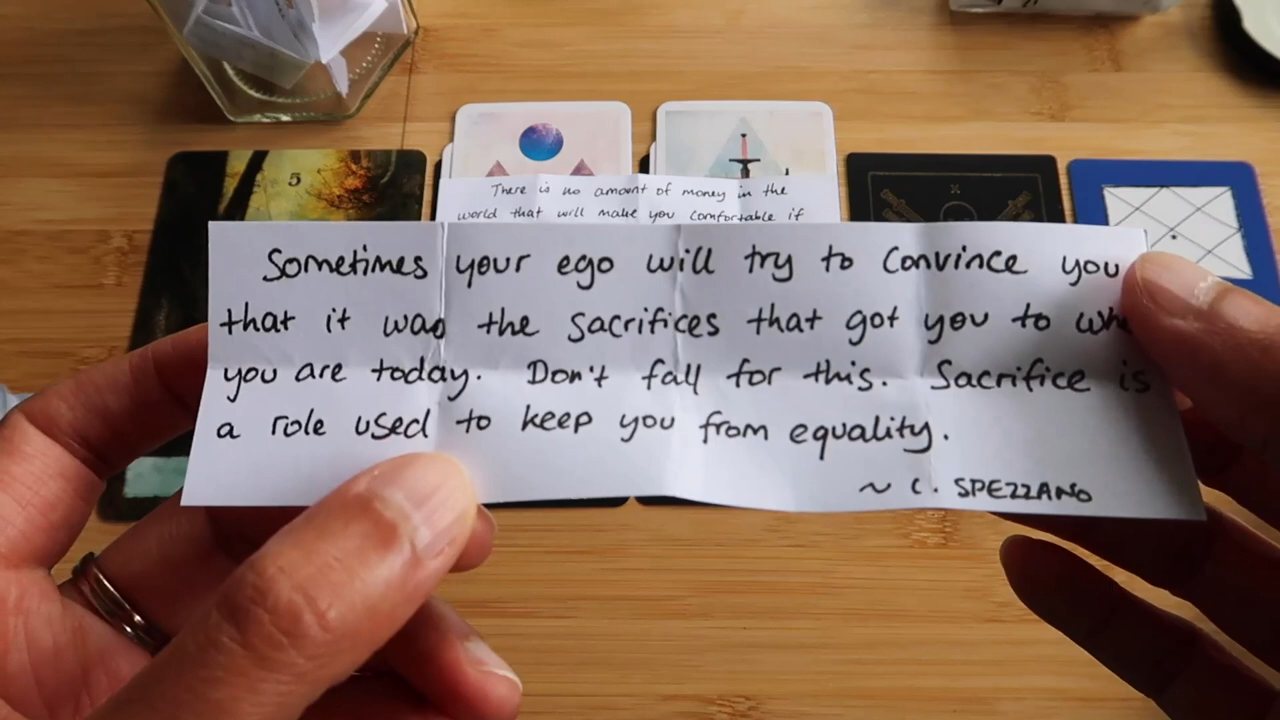 5
There is no amount of money in the
world that will make you comfortable if
Sometimes your ego will try to convince you
that it was the sacrifices that got you to
you are today. Don't fall for this. Sacrifice is
a role used to keep you from equality.
~ C. SPEZZANO